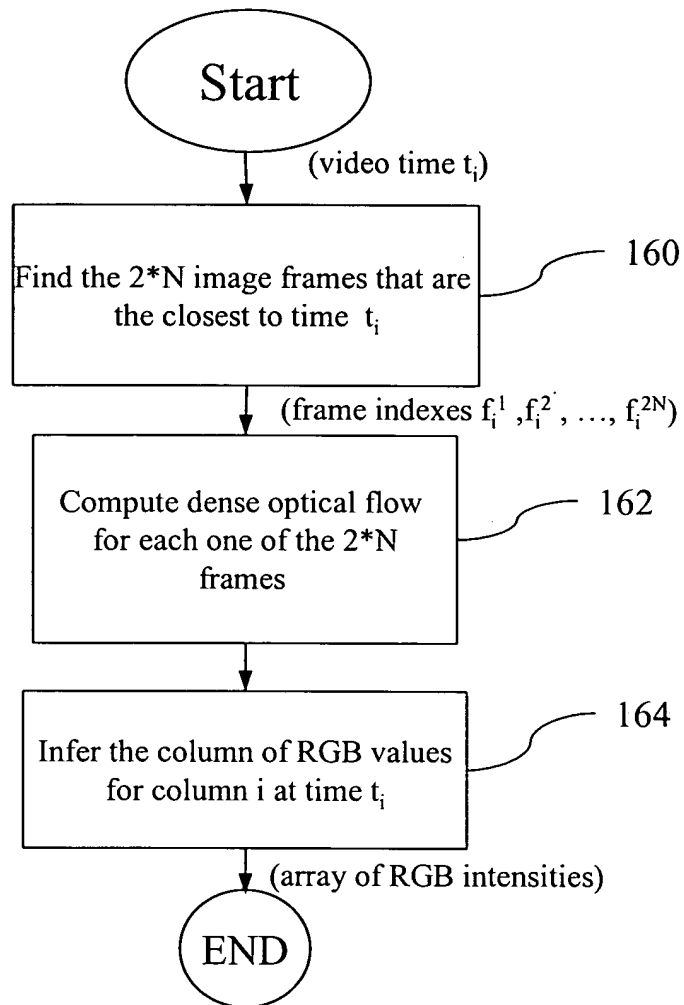 Start
(video time t_i)
Find the 2*N image frames that are
the closest to time t_i
160
(frame indexes f_i^1 ,f_i^2 , …, f_i^2N)
Compute dense optical flow
for each one of the 2*N
frames
162
Infer the column of RGB values
for column i at time t_i
164
(array of RGB intensities)
END